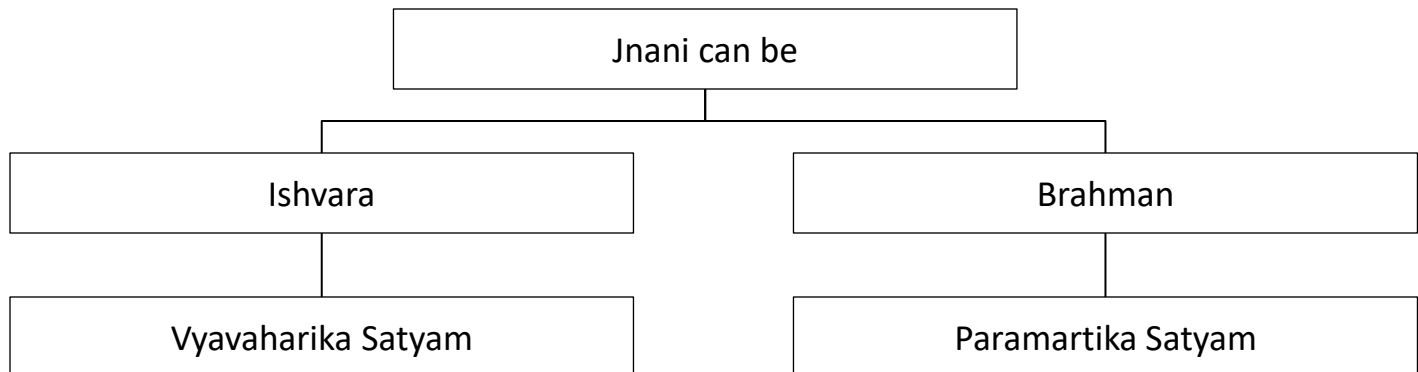 Jnani can be
Ishvara
Brahman
Vyavaharika Satyam
Paramartika Satyam